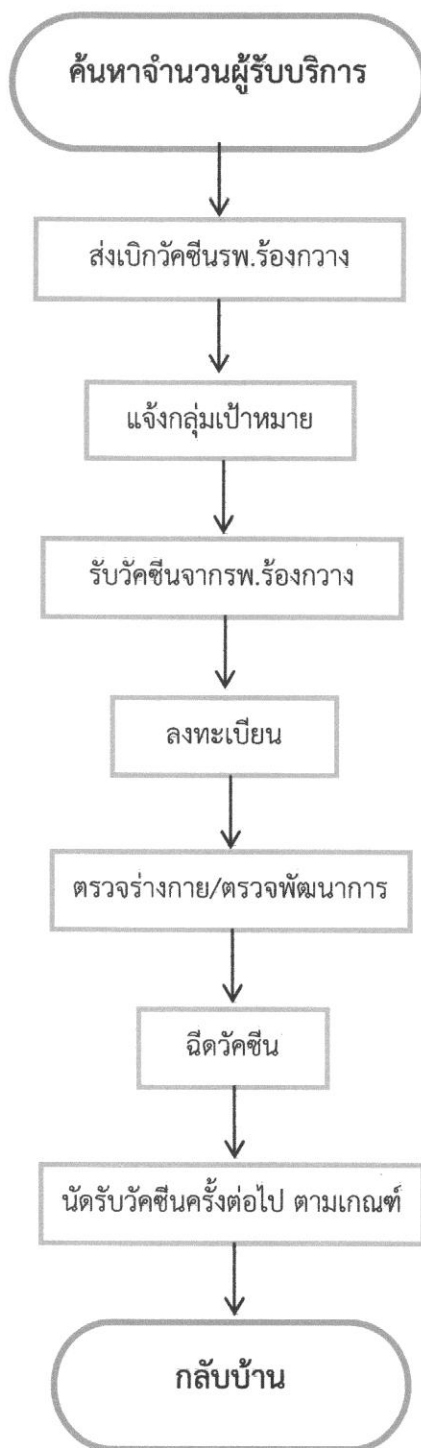 ค้นหาจำนวนผู้รับบริการ
ส่งเบิกวัคซีนรพ.ร้องกวาง
แจ้งกลุ่มเป้าหมาย
รับวัคซีนจากรพ.ร้องกวาง
ลงทะเบียน
ตรวจร่างกาย/ตรวจพัฒนาการ
ฉีดวัคซีน
นัดรับวัคซีนครั้งต่อไป ตามเกณฑ์
กลับบ้าน